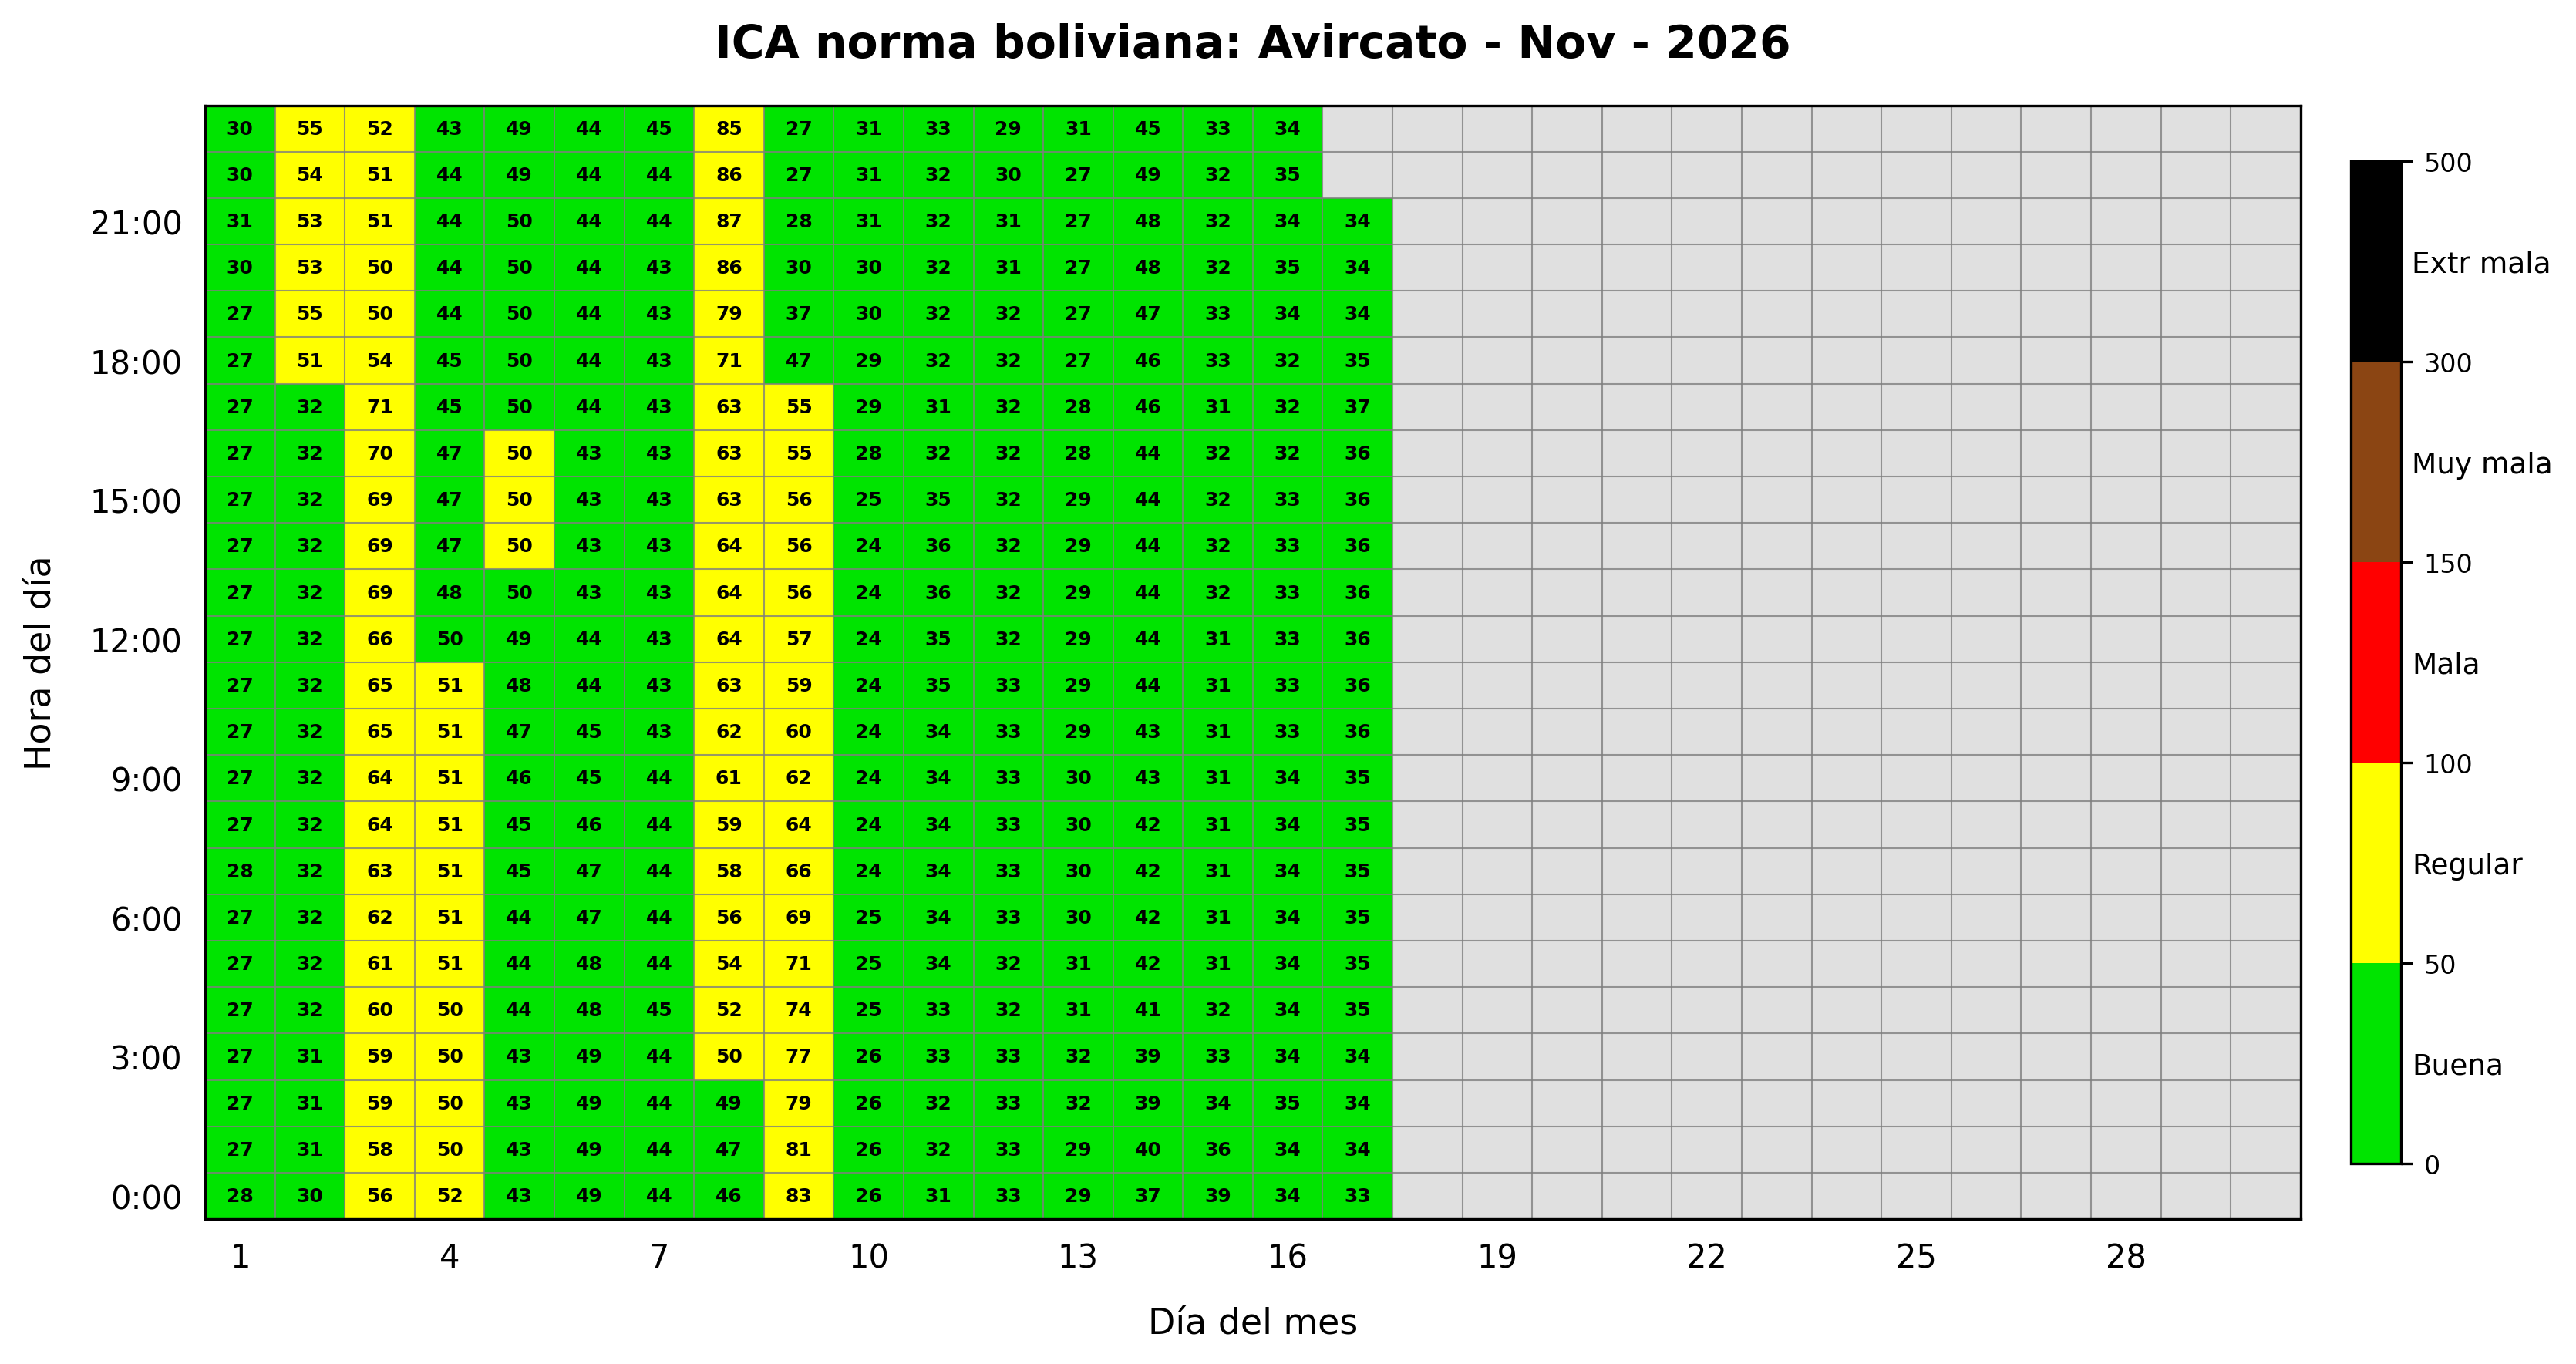 ICA norma boliviana: Avircato - Nov - 2026
30 55 52 43 49 44 45 85 27 31 33 29 31 45 33 34
30 54 51 44 49 44 44 86 27 31 32 30 27 49 32 35
21:00 31 53 51 44 50 44 44 87 28 31 32 31 27 48 32 34 34
30 53 50 44 50 44 43 86 30 30 32 31 27 48 32 35 34
27 55 50 44 50 44 43 79 37 30 32 32 27 47 33 34 34
18:00 27 51 54 45 50 44 43 71 47 29 32 32 27 46 33 32 35
27 32 71 45 50 44 43 63 55 29 31 32 28 46 31 32 37
27 32 70 47 50 43 43 63 55 28 32 32 28 44 32 32 36
15:00 27 32 69 47 50 43 43 63 56 25 35 32 29 44 32 33 36
27 32 69 47 50 43 43 64 56 24 36 32 29 44 32 33 36
27 32 69 48 50 43 43 64 56 24 36 32 29 44 32 33 36
12:00 27 32 66 50 49 44 43 64 57 24 35 32 29 44 31 33 36
27 32 65 51 48 44 43 63 59 24 35 33 29 44 31 33 36
27 32 65 51 47 45 43 62 60 24 34 33 29 43 31 33 36
9:00 27 32 64 51 46 45 44 61 62 24 34 33 30 43 31 34 35
27 32 64 51 45 46 44 59 64 24 34 33 30 42 31 34 35
28 32 63 51 45 47 44 58 66 24 34 33 30 42 31 34 35
6:00 27 32 62 51 44 47 44 56 69 25 34 33 30 42 31 34 35
27 32 61 51 44 48 44 54 71 25 34 32 31 42 31 34 35
27 32 60 50 44 48 45 52 74 25 33 32 31 41 32 34 35
3:00 27 31 59 50 43 49 44 50 77 26 33 33 32 39 33 34 34
27 31 59 50 43 49 44 49 79 26 32 33 32 39 34 35 34
27 31 58 50 43 49 44 47 81 26 32 33 29 40 36 34 34
0:00 28 30 56 52 43 49 44 46 83 26 31 33 29 37 39 34 33
1 4 7 10 13 16 19 22 25 28
Día del mes
Hora del día
500
Extr mala
300
Muy mala
150
Mala
100
Regular
50
Buena
0